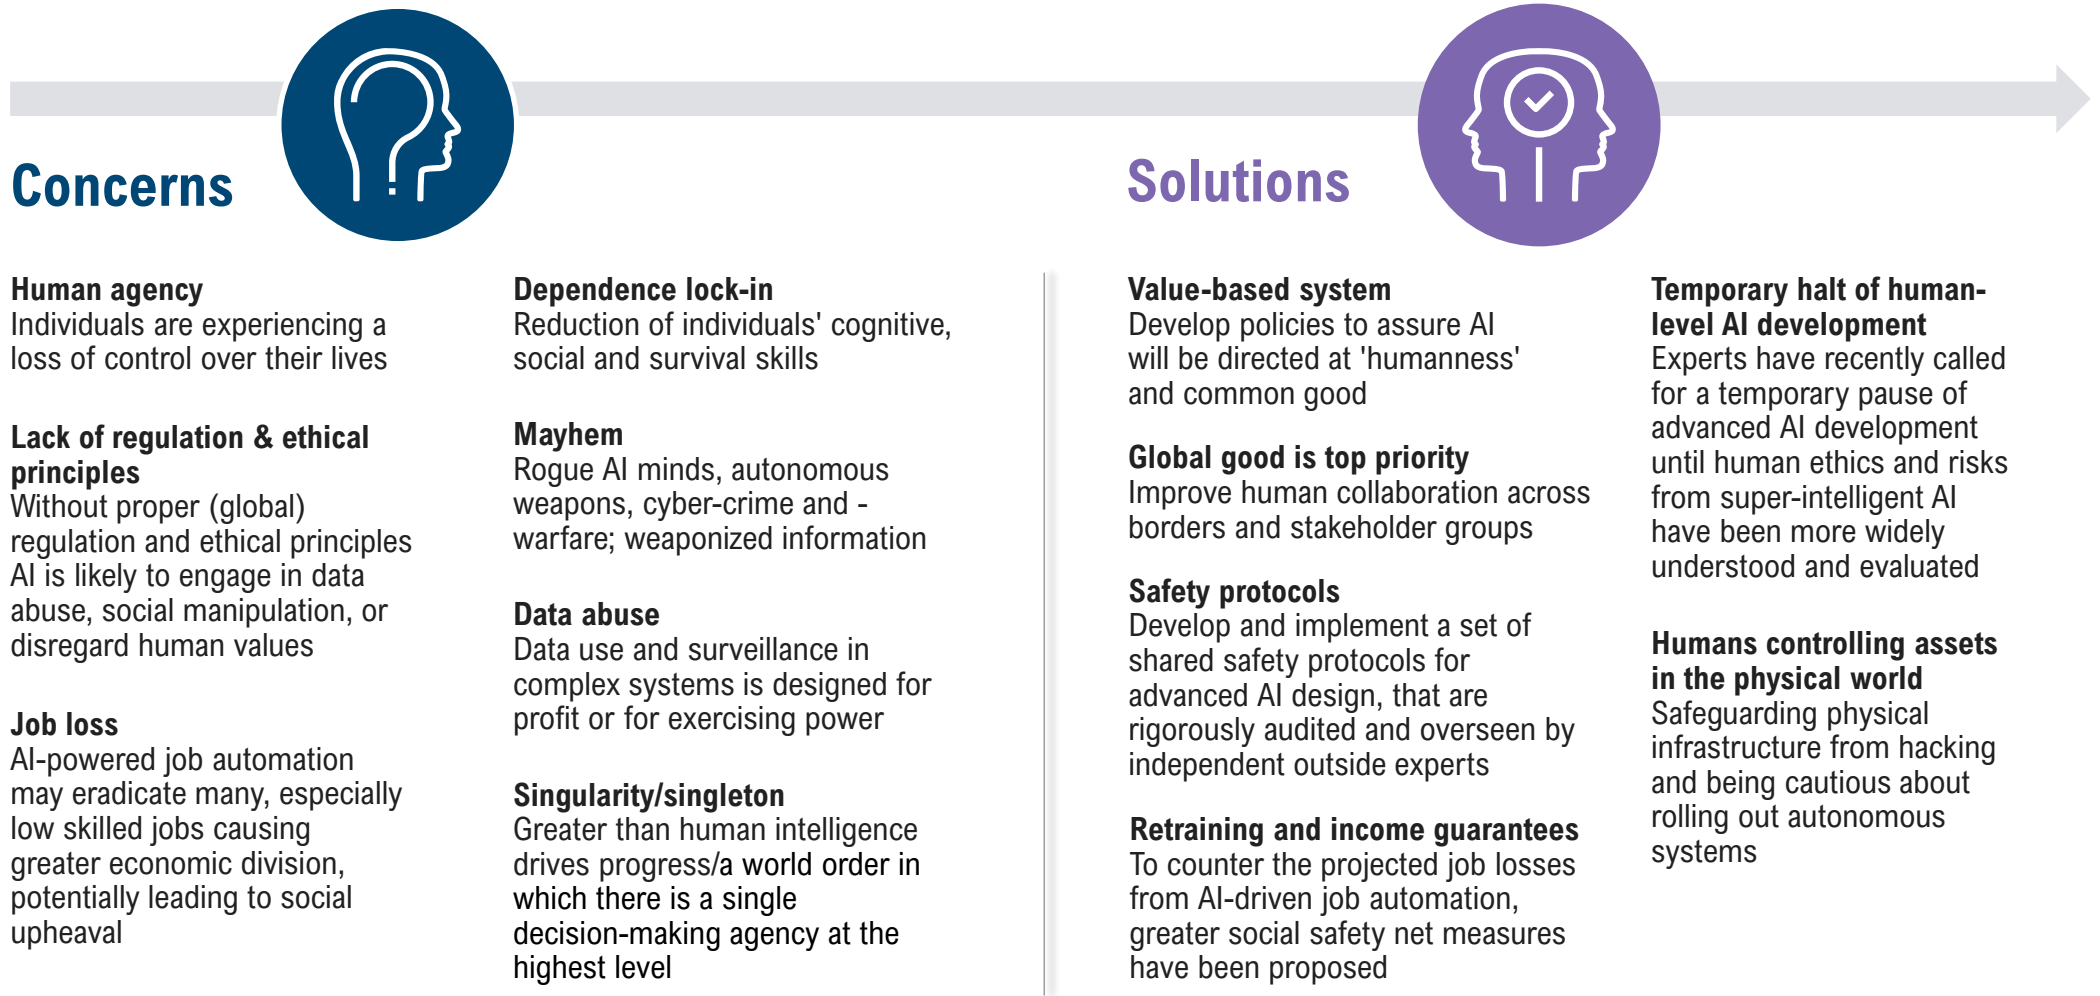 Concerns
Human agency
Individuals are experiencing a
loss of control over their lives
Lack of regulation & ethical
principles
Without proper (global)
regulation and ethical principles
AI is likely to engage in data
abuse, social manipulation, or
disregard human values
Job loss
AI-powered job automation
may eradicate many, especially
low skilled jobs causing
greater economic division,
potentially leading to social
upheaval
Dependence lock-in
Reduction of individuals' cognitive,
social and survival skills
Mayhem
Rogue AI minds, autonomous
weapons, cyber-crime and -
warfare; weaponized information
Data abuse
Data use and surveillance in
complex systems is designed for
profit or for exercising power
Singularity/singleton
Greater than human intelligence
drives progress/a world order in
which there is a single
decision-making agency at the
highest level
Solutions
Value-based system
Develop policies to assure AI
will be directed at 'humanness'
and common good
Global good is top priority
Improve human collaboration across
borders and stakeholder groups
Safety protocols
Develop and implement a set of
shared safety protocols for
advanced AI design, that are
rigorously audited and overseen by
independent outside experts
Retraining and income guarantees
To counter the projected job losses
from AI-driven job automation,
greater social safety net measures
have been proposed
Temporary halt of human-
level AI development
Experts have recently called
for a temporary pause of
advanced AI development
until human ethics and risks
from super-intelligent AI
have been more widely
understood and evaluated
Humans controlling assets
in the physical world
Safeguarding physical
infrastructure from hacking
and being cautious about
rolling out autonomous
systems